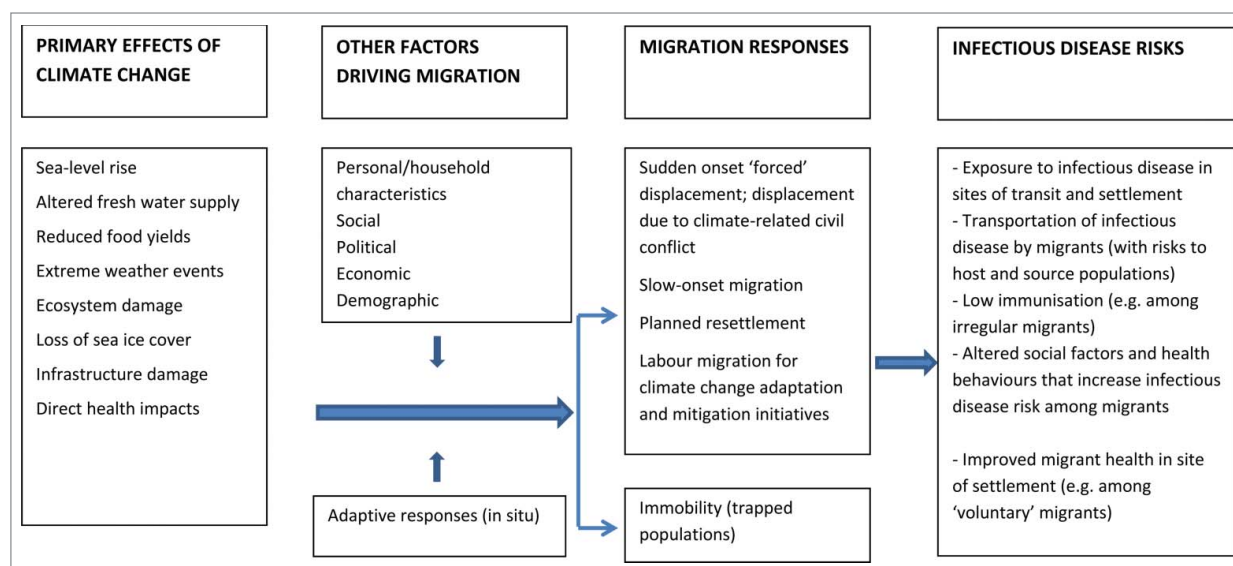 PRIMARY EFFECTS OF
CLIMATE CHANGE
OTHER FACTORS
DRIVING MIGRATION
MIGRATION RESPONSES
INFECTIOUS DISEASE RISKS
Sea-level rise
Altered fresh water supply
Reduced food yields
Extreme weather events
Ecosystem damage
Loss of sea ice cover
Infrastructure damage
Direct health impacts
Personal/household
characteristics
Social
Political
Economic
Demographic
Adaptive responses (in situ)
Sudden onset ‘forced’
displacement; displacement
due to climate-related civil
conflict
Slow-onset migration
Planned resettlement
Labour migration for
climate change adaptation
and mitigation initiatives
Immobility (trapped
populations)
- Exposure to infectious disease in
sites of transit and settlement
- Transportation of infectious
disease by migrants (with risks to
host and source populations)
- Low immunisation (e.g. among
irregular migrants)
- Altered social factors and health
behaviours that increase infectious
disease risk among migrants
- Improved migrant health in site
of settlement (e.g. among
‘voluntary’ migrants)